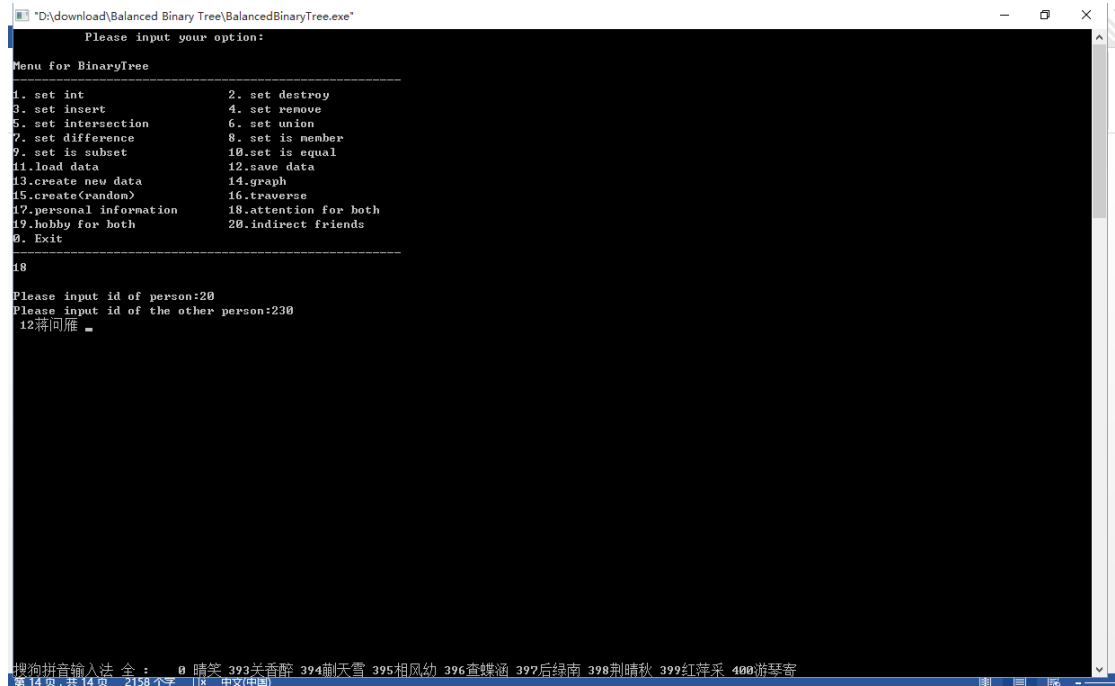 "D:\download\Balanced Binary Tree\BalancedBinaryTree.exe"
Please input your option:
Menu for BinaryTree
------------------------------------------------------
1. set int 2. set destroy
3. set insert 4. set remove
5. set intersection 6. set union
7. set difference 8. set is member
9. set is subset 10.set is equal
11.load data 12.save data
13.create new data 14.graph
15.create(random) 16.traverse
17.personal information 18.attention for both
19.hobby for both 20.indirect friends
0. Exit
------------------------------------------------------
18
Please input id of person:20
Please input id of the other person:230
12蒋问雁 _
搜狗拼音输入法 全 : 0 晴笑 393关香醉 394蒯天雪 395相风幼 396查蝶涵 397后绿南 398荆晴秋 399红萍采 400游琴寄
第 14 页，共 14 页 2158 个字 中文(中国)